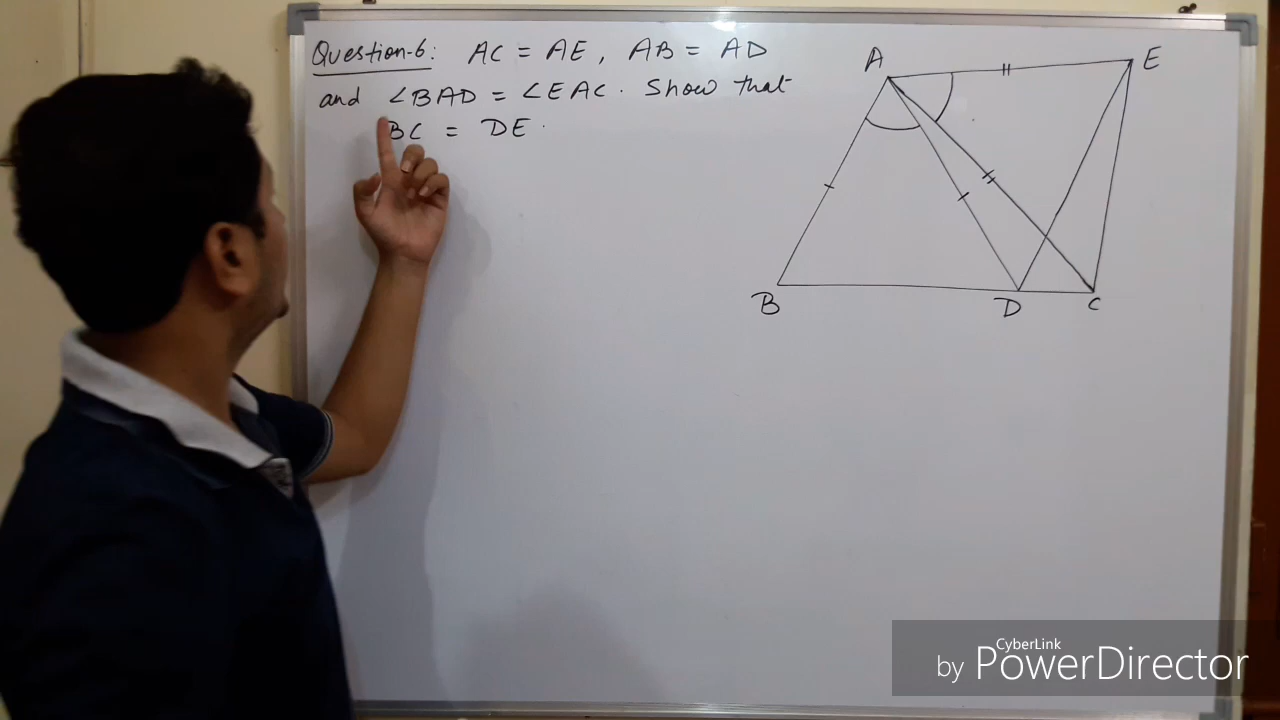 Question-6: AC = AE, AB = AD
and ∠BAD = ∠EAC. Show that
BC = DE.
A
E
B
D
C
CyberLink
by PowerDirector